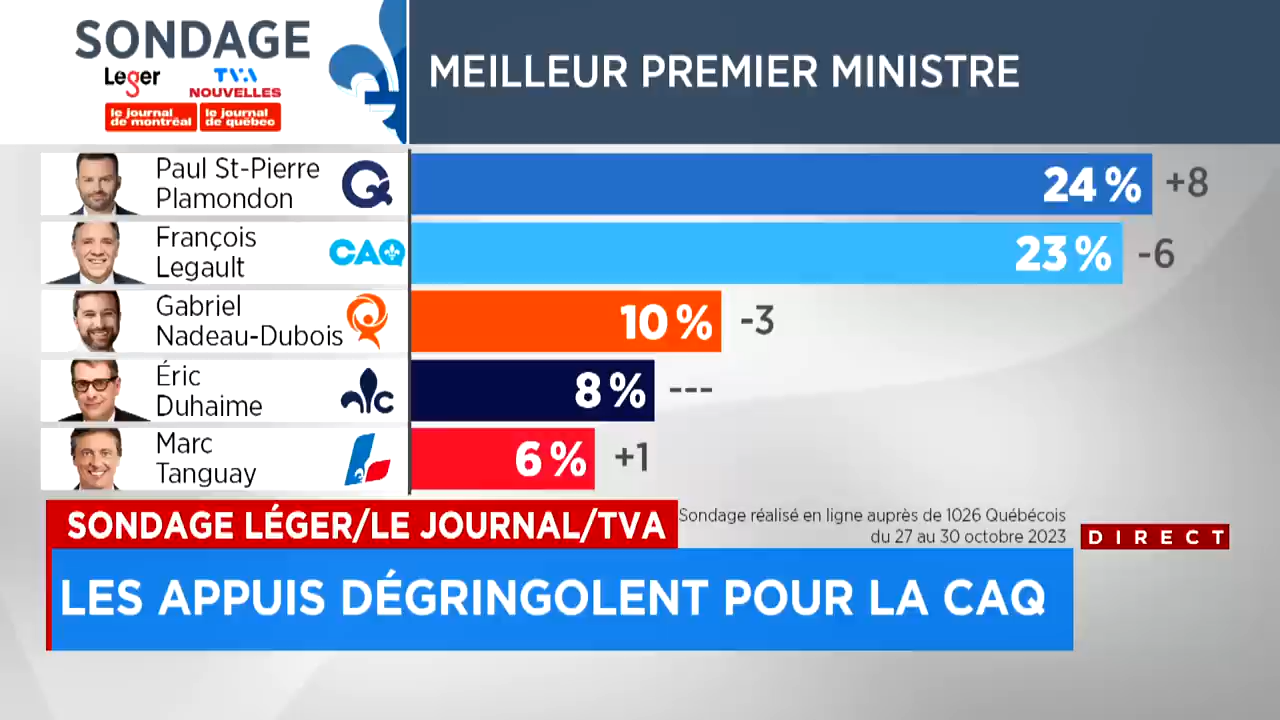 SONDAGE
Leger
TVA
NOUVELLES
le journal
de montréal
le journal
de québec
MEILLEUR PREMIER MINISTRE
Paul St-Pierre
Plamondon
24 % +8
François
Legault
CAQ
23 % -6
Gabriel
Nadeau-Dubois
10 % -3
Éric
Duhaime
C
8 % ---
Marc
Tanguay
6 % +1
SONDAGE LÉGER/LE JOURNAL/TVA
Sondage réalisé en ligne auprès de 1026 Québécois
du 27 au 30 octobre 2023
DIRECT
LES APPUIS DÉGRINGOLENT POUR LA CAQ